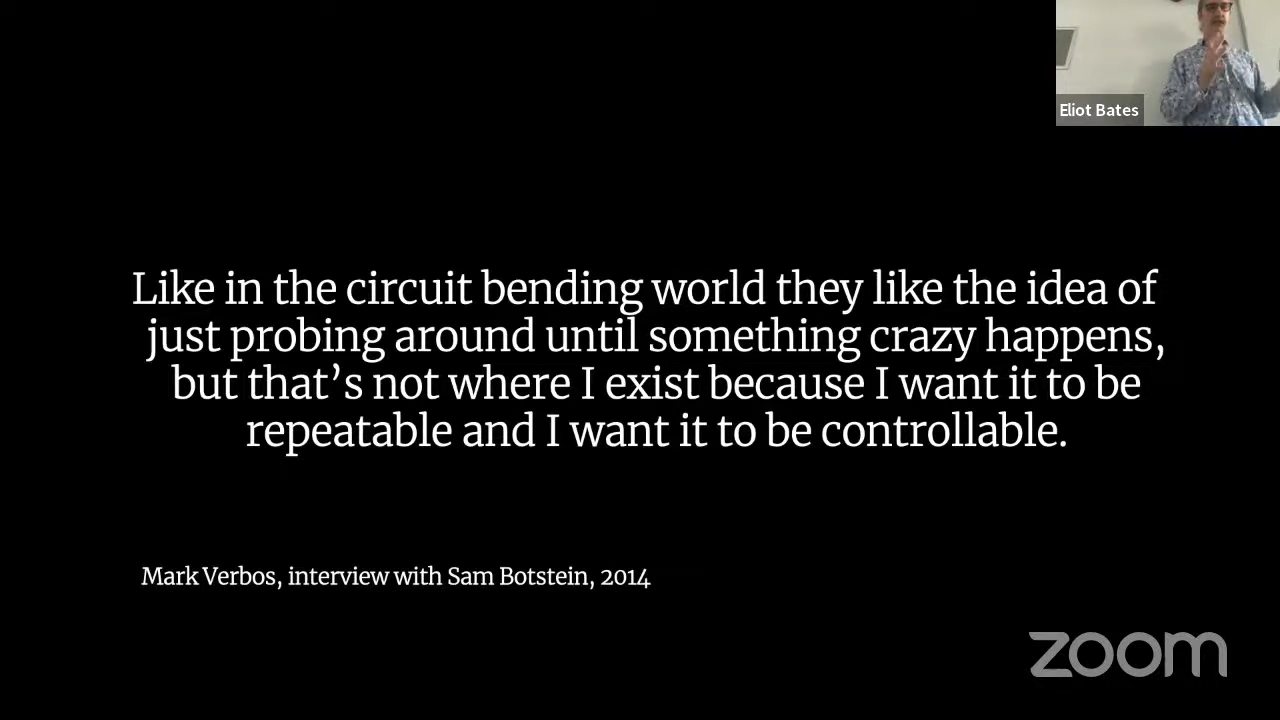 Eliot Bates
Like in the circuit bending world they like the idea of
just probing around until something crazy happens,
but that’s not where I exist because I want it to be
repeatable and I want it to be controllable.
Mark Verbos, interview with Sam Botstein, 2014
zoom